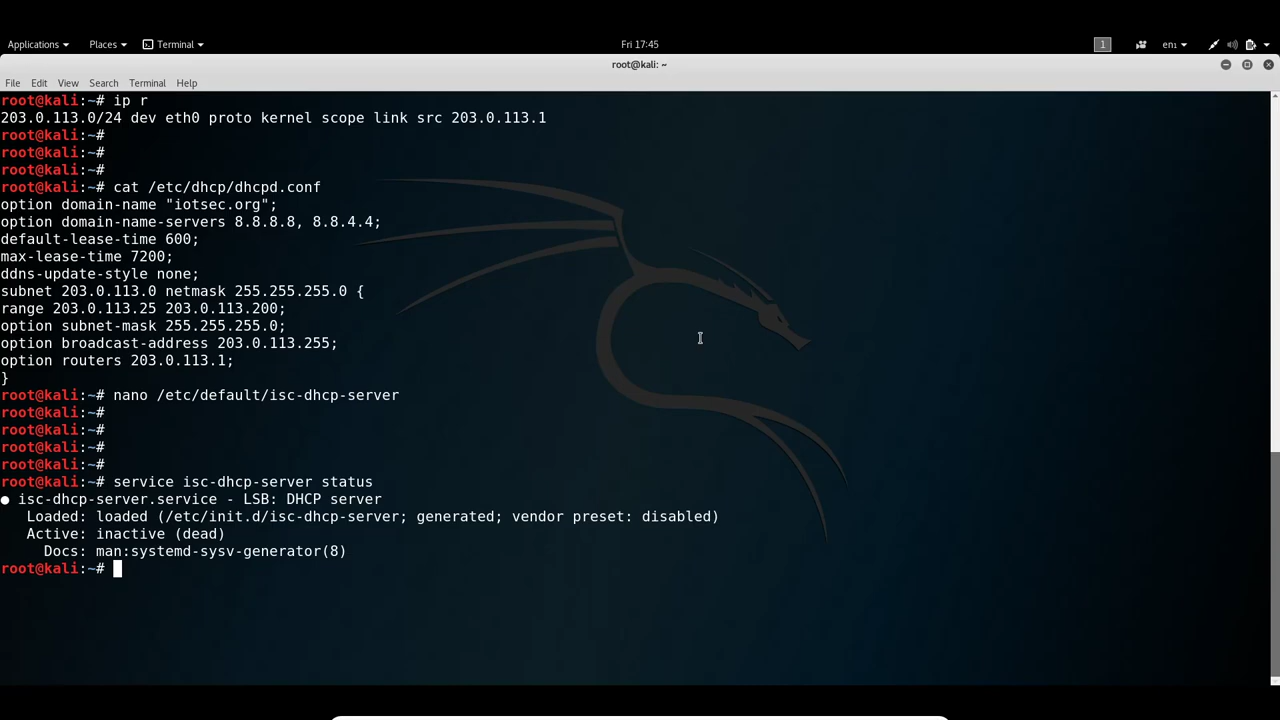 Applications Places Terminal Fri 17:45 1 en1
root@kali: ~
File Edit View Search Terminal Help
root@kali:~# ip r
203.0.113.0/24 dev eth0 proto kernel scope link src 203.0.113.1
root@kali:~#
root@kali:~#
root@kali:~#
root@kali:~# cat /etc/dhcp/dhcpd.conf
option domain-name "iotsec.org";
option domain-name-servers 8.8.8.8, 8.8.4.4;
default-lease-time 600;
max-lease-time 7200;
ddns-update-style none;
subnet 203.0.113.0 netmask 255.255.255.0 {
range 203.0.113.25 203.0.113.200;
option subnet-mask 255.255.255.0;
option broadcast-address 203.0.113.255;
option routers 203.0.113.1;
}
root@kali:~# nano /etc/default/isc-dhcp-server
root@kali:~#
root@kali:~#
root@kali:~#
root@kali:~#
root@kali:~# service isc-dhcp-server status
● isc-dhcp-server.service - LSB: DHCP server
Loaded: loaded (/etc/init.d/isc-dhcp-server; generated; vendor preset: disabled)
Active: inactive (dead)
Docs: man:systemd-sysv-generator(8)
root@kali:~#